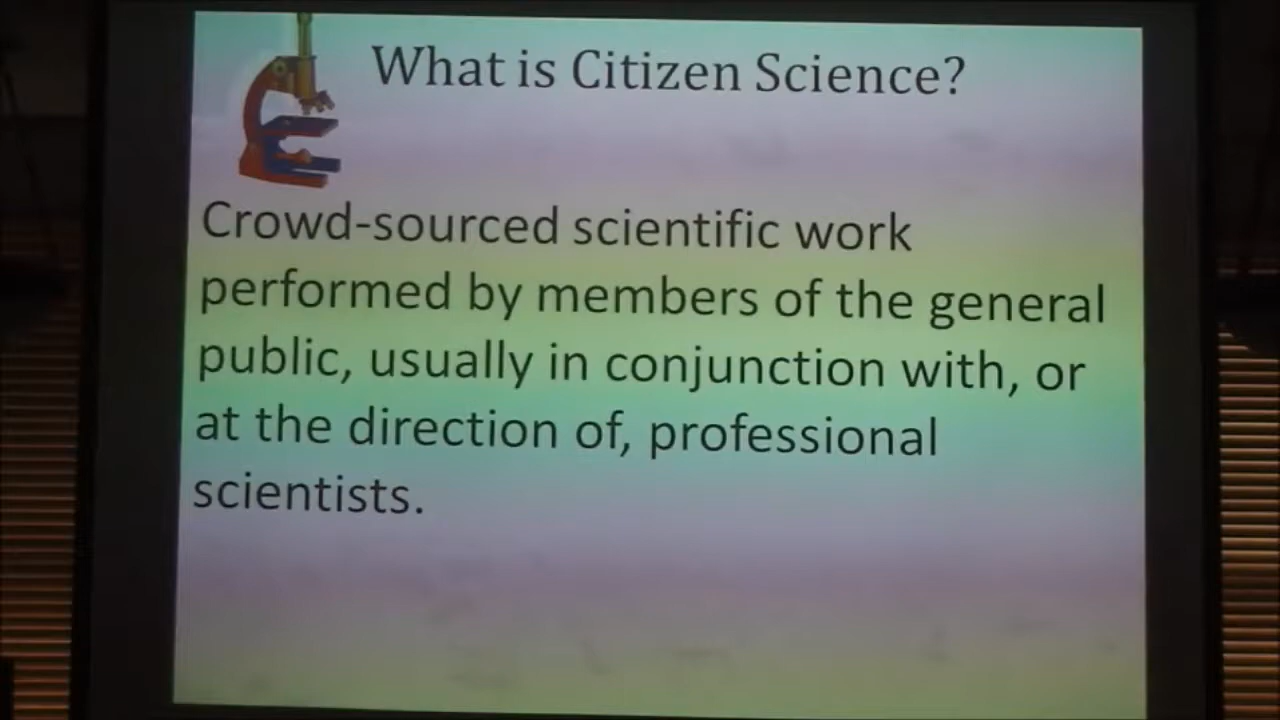 What is Citizen Science?
Crowd-sourced scientific work
performed by members of the general
public, usually in conjunction with, or
at the direction of, professional
scientists.